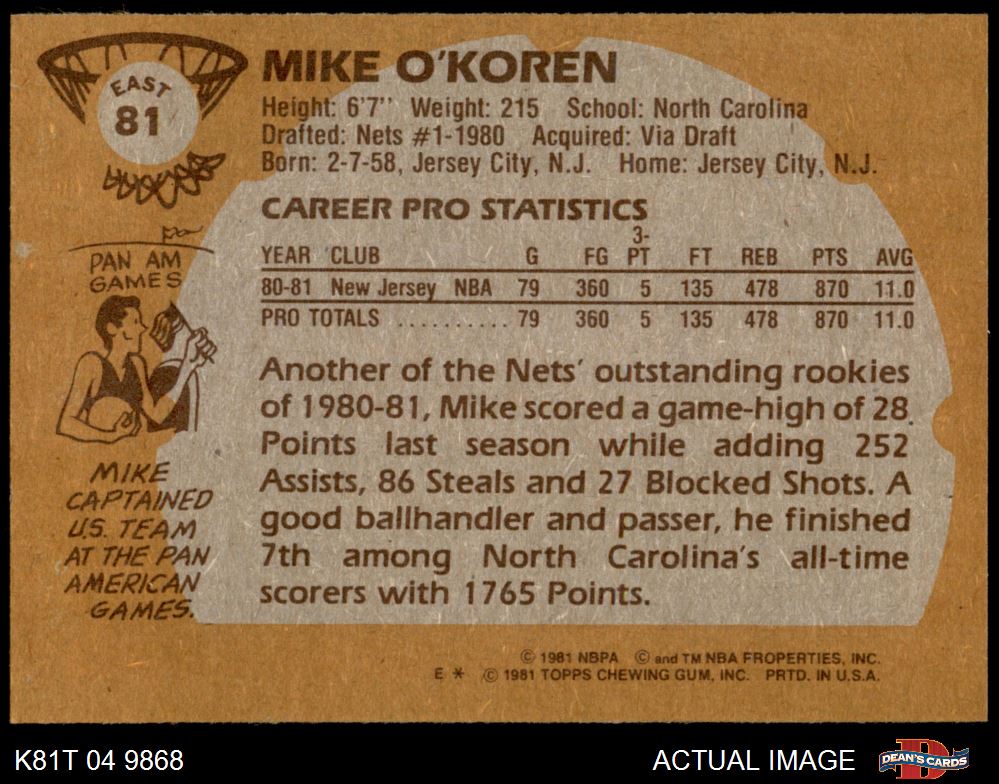 EAST
81
MIKE O'KOREN
Height: 6'7" Weight: 215 School: North Carolina
Drafted: Nets #1-1980 Acquired: Via Draft
Born: 2-7-58, Jersey City, N.J. Home: Jersey City, N.J.
CAREER PRO STATISTICS
YEAR CLUB G FG 3-PT FT REB PTS AVG
80-81 New Jersey NBA 79 360 5 135 478 870 11.0
PRO TOTALS .......... 79 360 5 135 478 870 11.0
Another of the Nets' outstanding rookies
of 1980-81, Mike scored a game-high of 28
Points last season while adding 252
Assists, 86 Steals and 27 Blocked Shots. A
good ballhandler and passer, he finished
7th among North Carolina's all-time
scorers with 1765 Points.
PAN AM
GAMES
MIKE
CAPTAINED
U.S. TEAM
AT THE PAN
AMERICAN
GAMES.
© 1981 NBPA © and TM NBA FROPERTIES, INC.
E * © 1981 TOPPS CHEWING GUM, INC. PRTD. IN U.S.A.
K81T 04 9868
ACTUAL IMAGE
D
DEAN'S CARDS